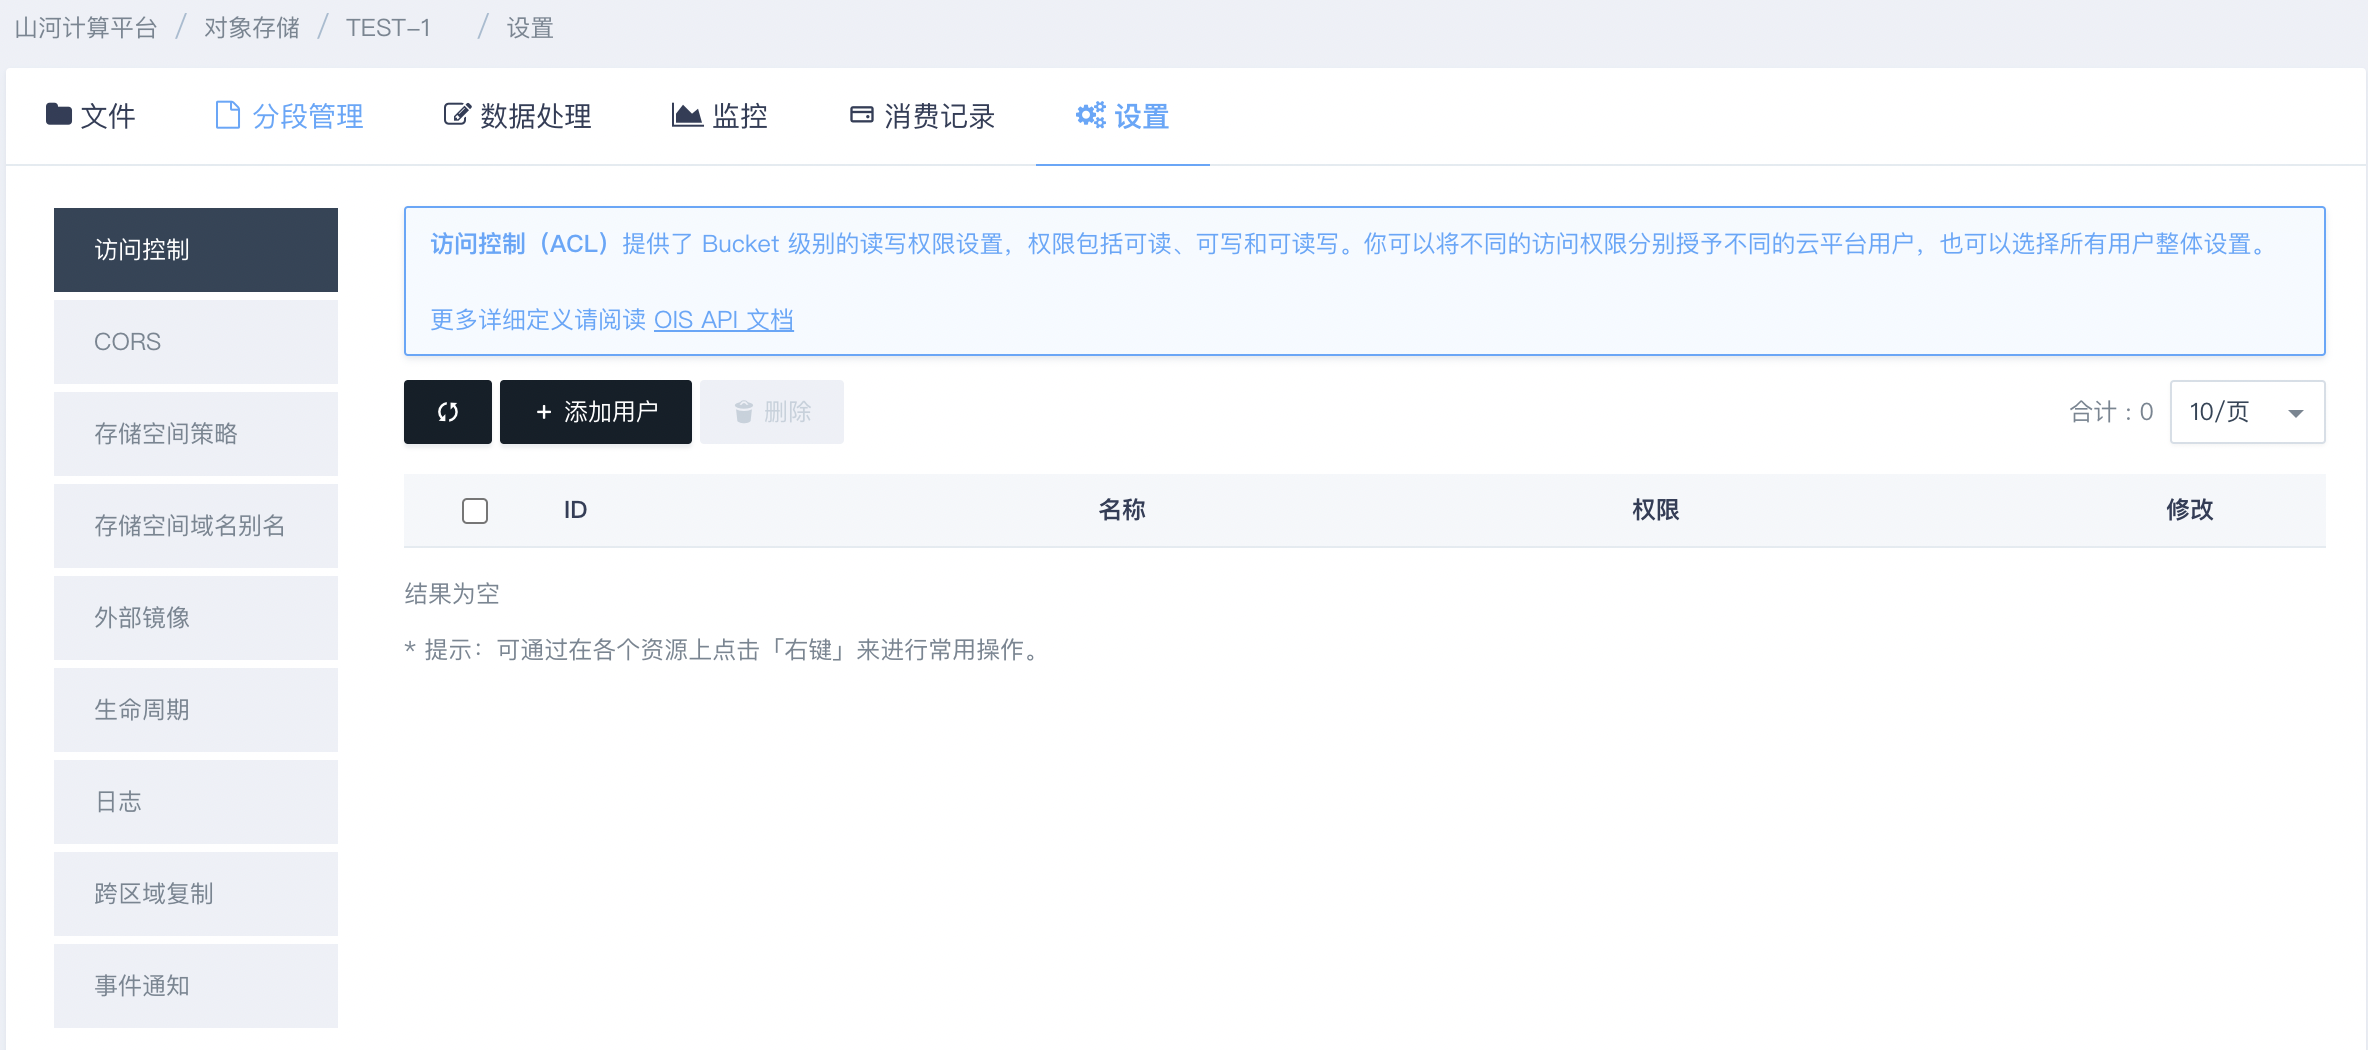 山河计算平台 / 对象存储 / TEST-1 / 设置
文件 分段管理 数据处理 监控 消费记录 设置
访问控制
CORS
存储空间策略
存储空间域名别名
外部镜像
生命周期
日志
跨区域复制
事件通知
访问控制（ACL）提供了 Bucket 级别的读写权限设置，权限包括可读、可写和可读写。你可以将不同的访问权限分别授予不同的云平台用户，也可以选择所有用户整体设置。
更多详细定义请阅读 OIS API 文档
+ 添加用户 删除 合计：0 10/页
ID 名称 权限 修改
结果为空
* 提示：可通过在各个资源上点击「右键」来进行常用操作。